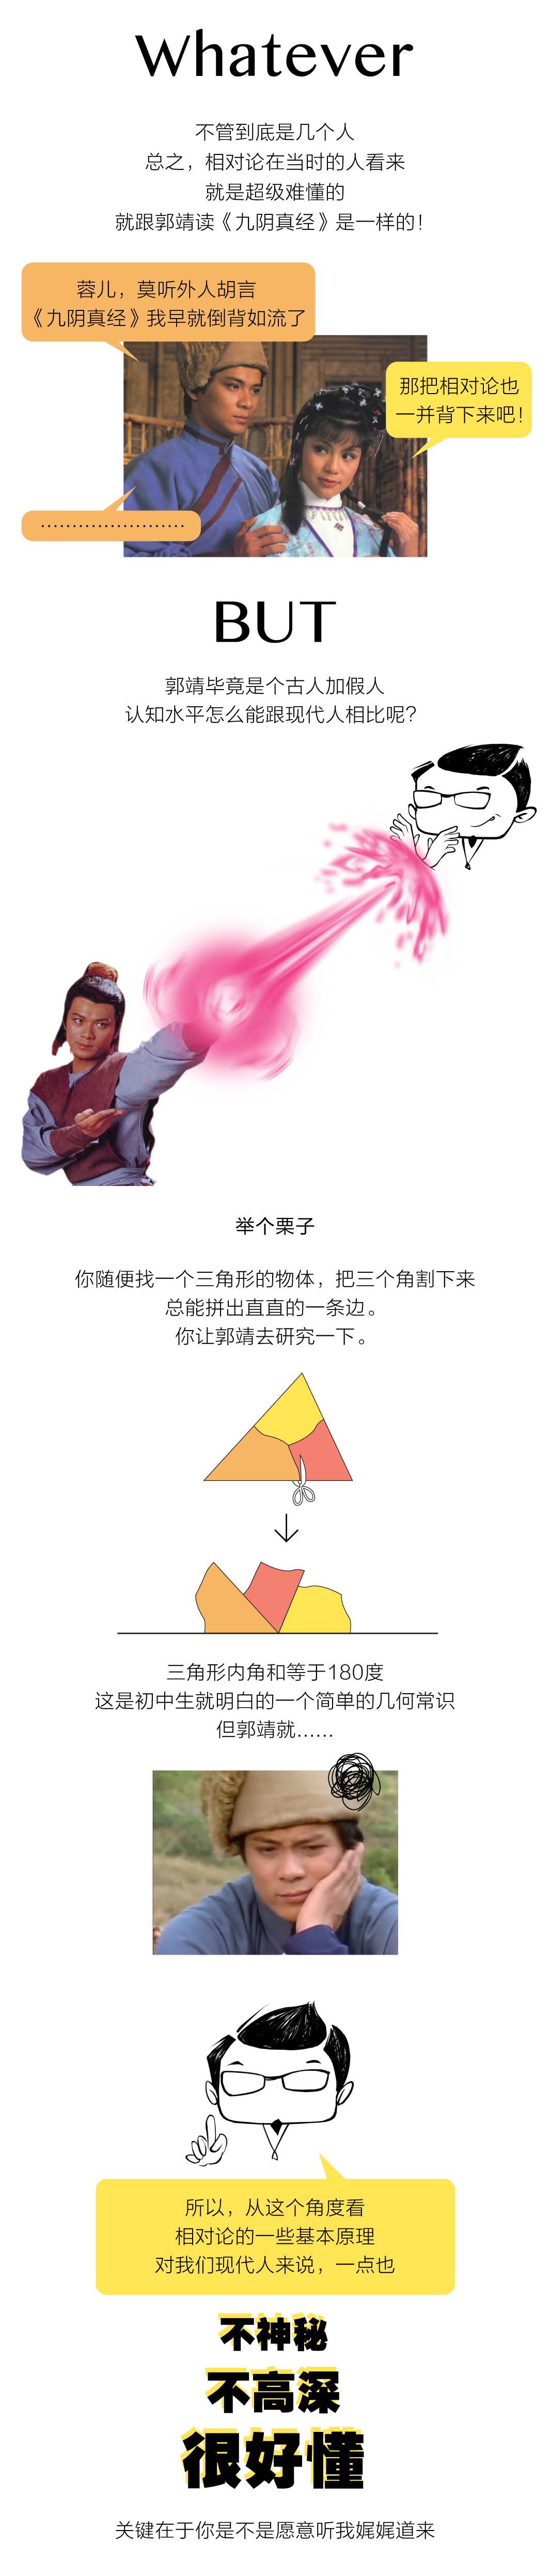 Whatever
不管到底是几个人
总之，相对论在当时的人看来
就是超级难懂的
就跟郭靖读《九阴真经》是一样的！
蓉儿，莫听外人胡言
《九阴真经》我早就倒背如流了
那把相对论也
一并背下来吧！
........................
BUT
郭靖毕竟是个古人加假人
认知水平怎么能跟现代人相比呢？
举个栗子
你随便找一个三角形的物体，把三个角割下来
总能拼出直直的一条边。
你让郭靖去研究一下。
三角形内角和等于180度
这是初中生就明白的一个简单的几何常识
但郭靖就......
所以，从这个角度看
相对论的一些基本原理
对我们现代人来说，一点也
不神秘
不高深
很好懂
关键在于你是不是愿意听我娓娓道来